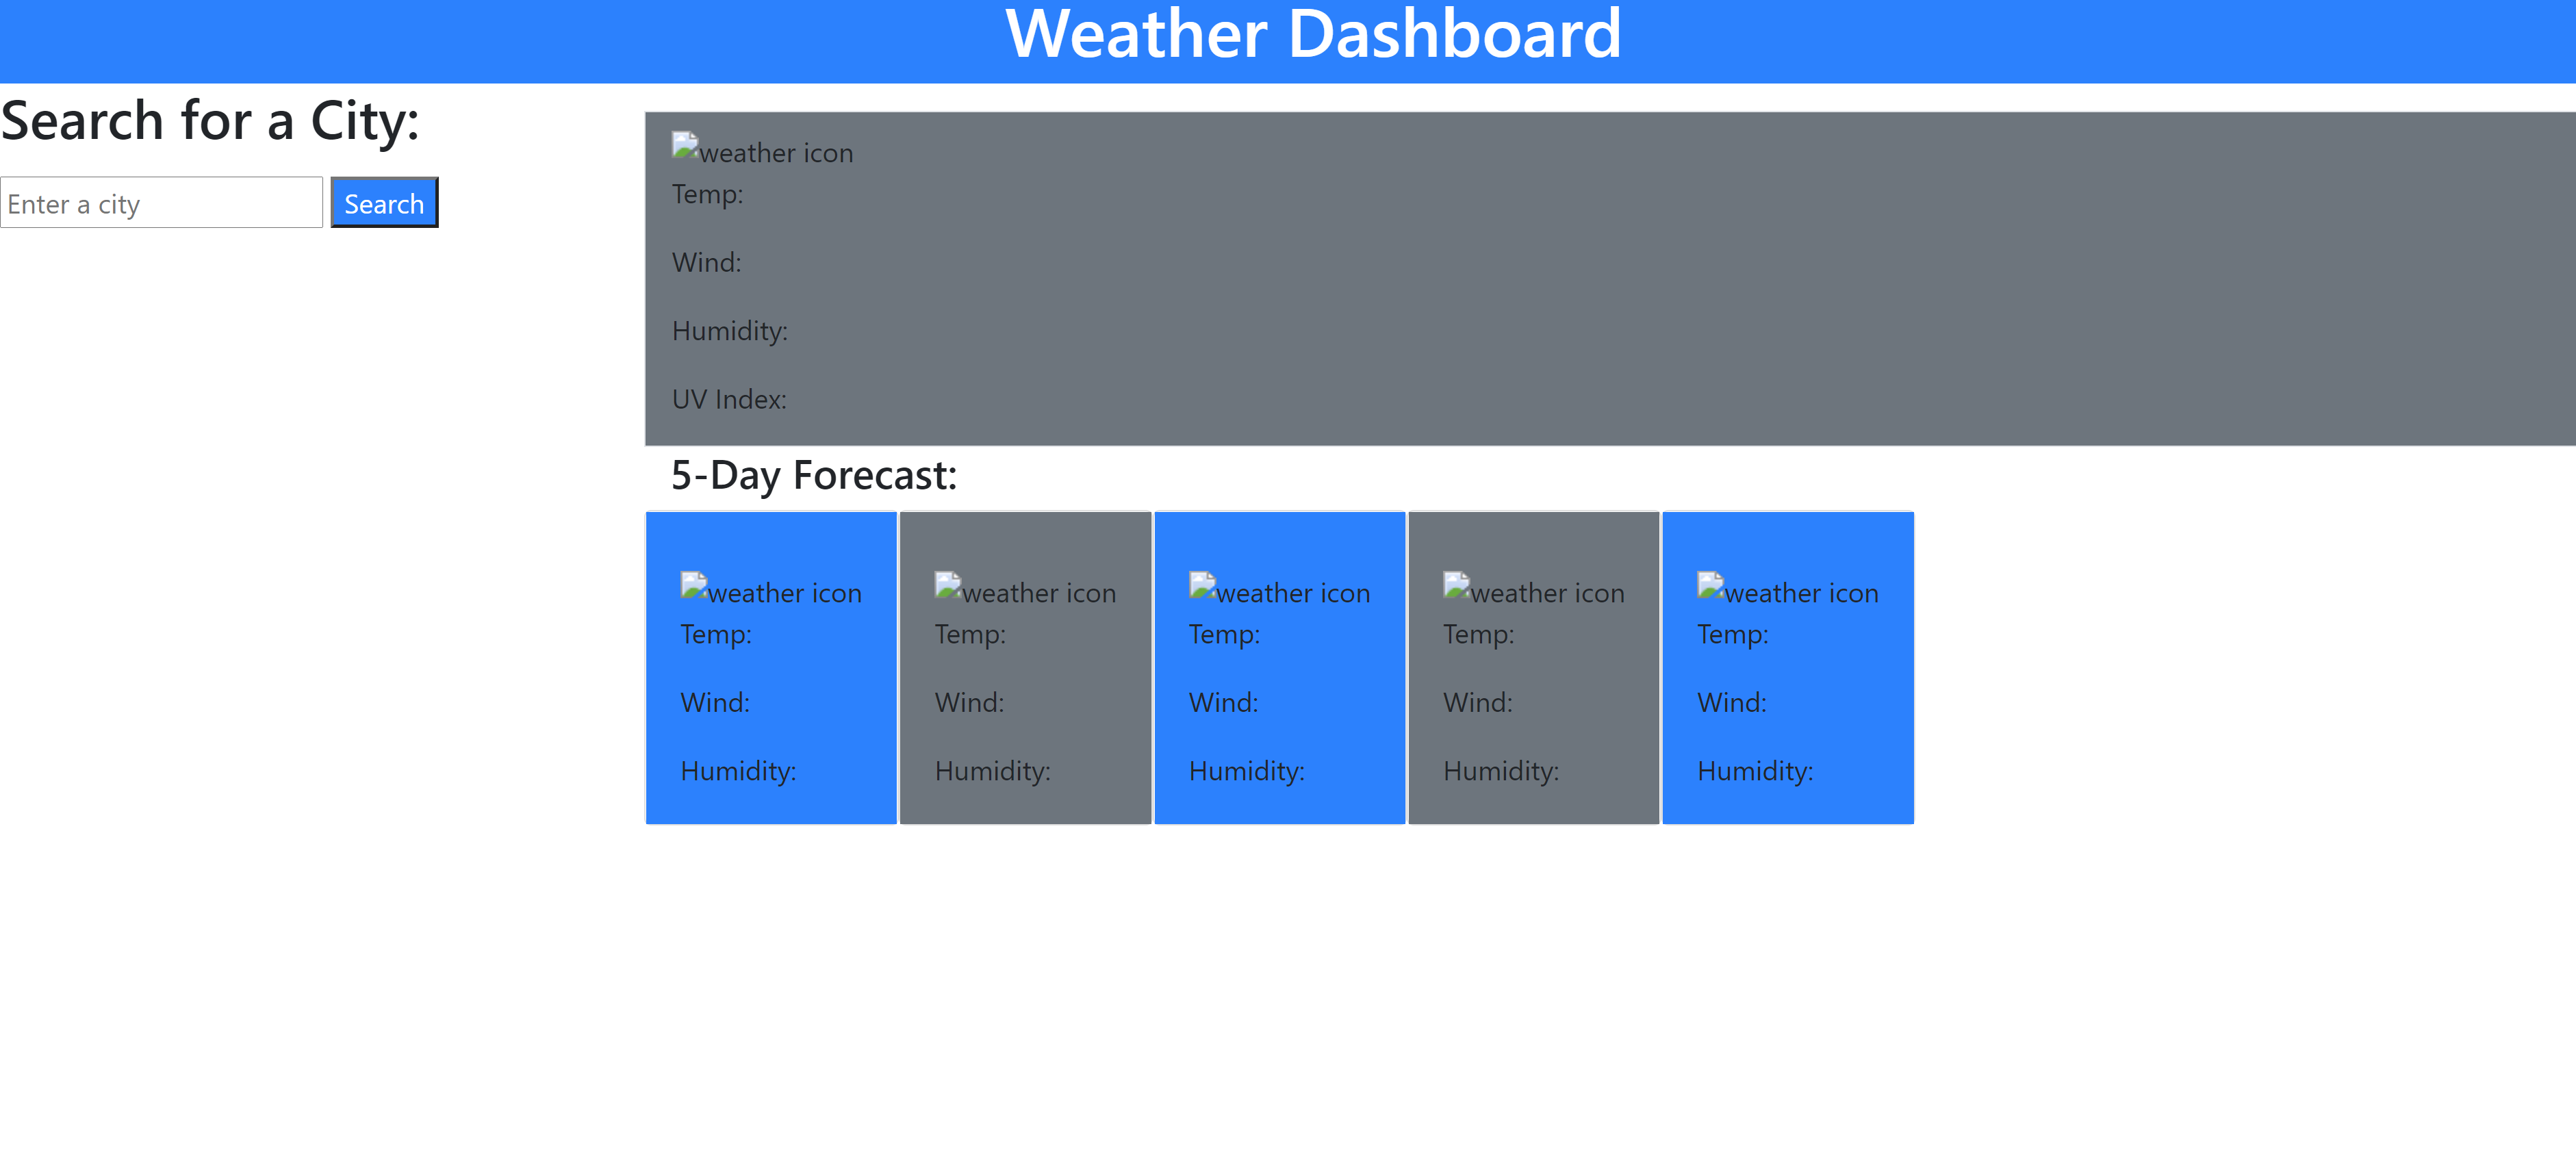 Weather Dashboard
Search for a City:
Enter a city
Search
weather icon
Temp:
Wind:
Humidity:
UV Index:
5-Day Forecast:
weather icon
Temp:
Wind:
Humidity:
weather icon
Temp:
Wind:
Humidity:
weather icon
Temp:
Wind:
Humidity:
weather icon
Temp:
Wind:
Humidity:
weather icon
Temp:
Wind:
Humidity: